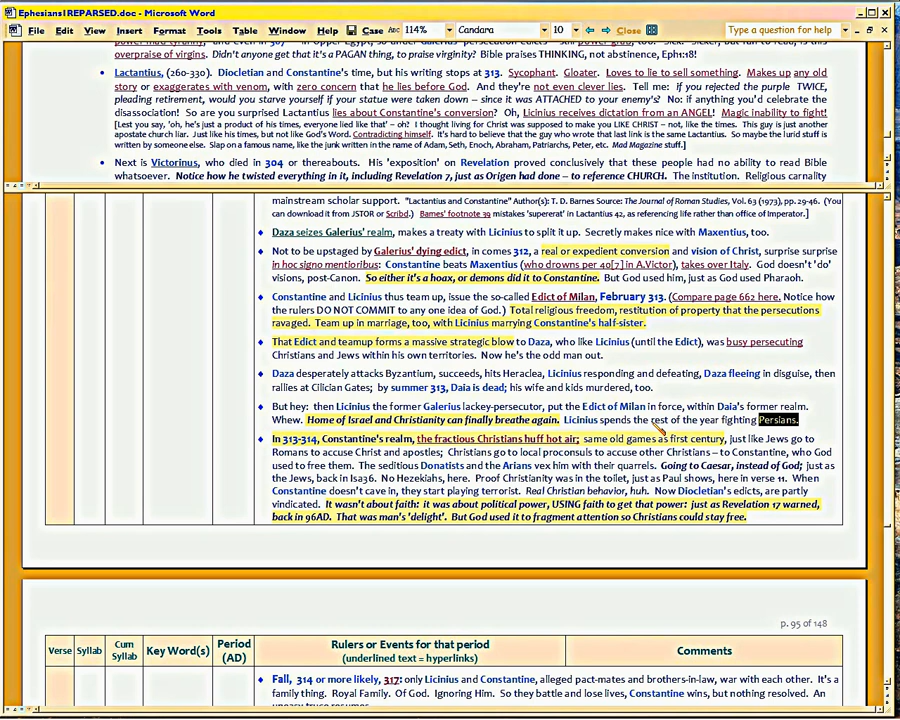 Ephesians1REPARSED.doc - Microsoft Word
File Edit View Insert Format Tools Table Window Help Case 114% Candara 10 Close Type a question for help
overpraise of virgins. Didn't anyone get that it's a PAGAN thing, to praise virginity? Bible praises THINKING, not abstinence, Eph1:18!
• Lactantius, (260-330). Diocletian and Constantine's time, but his writing stops at 313. Sycophant. Gloater. Loves to lie to sell something. Makes up any old
story or exaggerates with venom, with zero concern that he lies before God. And they're not even clever lies. Tell me: if you rejected the purple TWICE,
pleading retirement, would you starve yourself if your statue were taken down – since it was ATTACHED to your enemy's? No: if anything you'd celebrate the
disassociation! So are you surprised Lactantius lies about Constantine's conversion? Oh, Licinius receives dictation from an ANGEL! Magic inability to fight!
[Lest you say, 'oh, he's just a product of his times, everyone lied like that' – oh? I thought living for Christ was supposed to make you LIKE CHRIST – not, like the times. This guy is just another
apostate church liar. Just like his times, but not like God's Word. Contradicting himself. It's hard to believe that the guy who wrote that last link is the same Lactantius. So maybe the lurid stuff is
written by someone else. Slap on a famous name, like the junk written in the name of Adam, Seth, Enoch, Abraham, Patriarchs, Peter, etc. Mad Magazine stuff.]
• Next is Victorinus, who died in 304 or thereabouts. His 'exposition' on Revelation proved conclusively that these people had no ability to read Bible
whatsoever. Notice how he twisted everything in it, including Revelation 7, just as Origen had done – to reference CHURCH. The institution. Religious carnality
mainstream scholar support. "Lactantius and Constantine" Author(s): T. D. Barnes Source: The Journal of Roman Studies, Vol. 63 (1973), pp. 29-46. (You
can download it from JSTOR or Scribd.) Barnes' footnote 39 mistakes 'supererat' in Lactantius 42, as referencing life rather than office of Imperator.]
♦ Daza seizes Galerius' realm, makes a treaty with Licinius to split it up. Secretly makes nice with Maxentius, too.
♦ Not to be upstaged by Galerius' dying edict, in comes 312, a real or expedient conversion and vision of Christ, surprise surprise
in hoc signo mentioribus: Constantine beats Maxentius (who drowns per 40[7] in A.Victor), takes over Italy. God doesn't 'do'
visions, post-Canon. So either it's a hoax, or demons did it to Constantine. But God used him, just as God used Pharaoh.
♦ Constantine and Licinius thus team up, issue the so-called Edict of Milan, February 313. (Compare page 662 here. Notice how
the rulers DO NOT COMMIT to any one idea of God.) Total religious freedom, restitution of property that the persecutions
ravaged. Team up in marriage, too, with Licinius marrying Constantine's half-sister.
♦ That Edict and teamup forms a massive strategic blow to Daza, who like Licinius (until the Edict), was busy persecuting
Christians and Jews within his own territories. Now he's the odd man out.
♦ Daza desperately attacks Byzantium, succeeds, hits Heraclea, Licinius responding and defeating, Daza fleeing in disguise, then
rallies at Cilician Gates; by summer 313, Daia is dead; his wife and kids murdered, too.
♦ But hey: then Licinius the former Galerius lackey-persecutor, put the Edict of Milan in force, within Daia's former realm.
Whew. Home of Israel and Christianity can finally breathe again. Licinius spends the rest of the year fighting Persians.
♦ In 313-314, Constantine's realm, the fractious Christians huff hot air; same old games as first century, just like Jews go to
Romans to accuse Christ and apostles; Christians go to local proconsuls to accuse other Christians – to Constantine, who God
used to free them. The seditious Donatists and the Arians vex him with their quarrels. Going to Caesar, instead of God; just as
the Jews, back in Isa36. No Hezekiahs, here. Proof Christianity was in the toilet, just as Paul shows, here in verse 11. When
Constantine doesn't cave in, they start playing terrorist. Real Christian behavior, huh. Now Diocletian's edicts, are partly
vindicated. It wasn't about faith: it was about political power, USING faith to get that power: just as Revelation 17 warned,
back in 96AD. That was man's 'delight'. But God used it to fragment attention so Christians could stay free.
p. 95 of 148
Verse Syllab Cum Syllab Key Word(s) Period (AD) Rulers or Events for that period (underlined text = hyperlinks) Comments
♦ Fall, 314 or more likely, 317: only Licinius and Constantine, alleged pact-mates and brothers-in-law, war with each other. It's a
family thing. Royal Family. Of God. Ignoring Him. So they battle and lose lives, Constantine wins, but nothing resolved. An